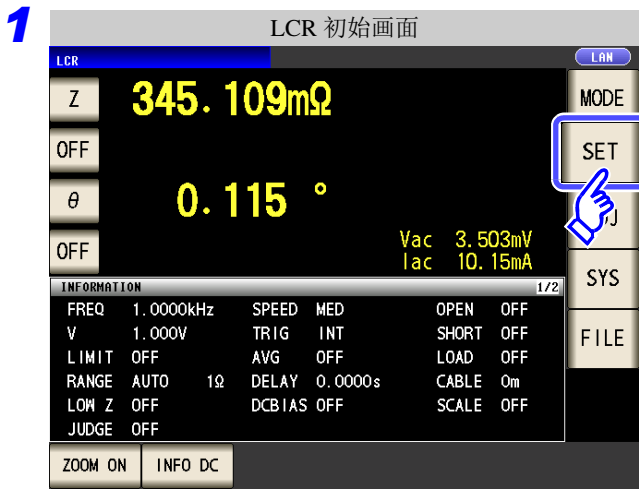 1
LCR 初始画面
LCR
LAN
Z 345.109mΩ
MODE
OFF
SET
θ 0.115 °
OFF
Vac 3.503mV
Iac 10.15mA
SYS
INFORMATION 1/2
FREQ 1.0000kHz SPEED MED OPEN OFF
V 1.000V TRIG INT SHORT OFF
FILE
LIMIT OFF AVG OFF LOAD OFF
RANGE AUTO 1Ω DELAY 0.0000s CABLE 0m
LOW Z OFF DCBIAS OFF SCALE OFF
JUDGE OFF
ZOOM ON INFO DC